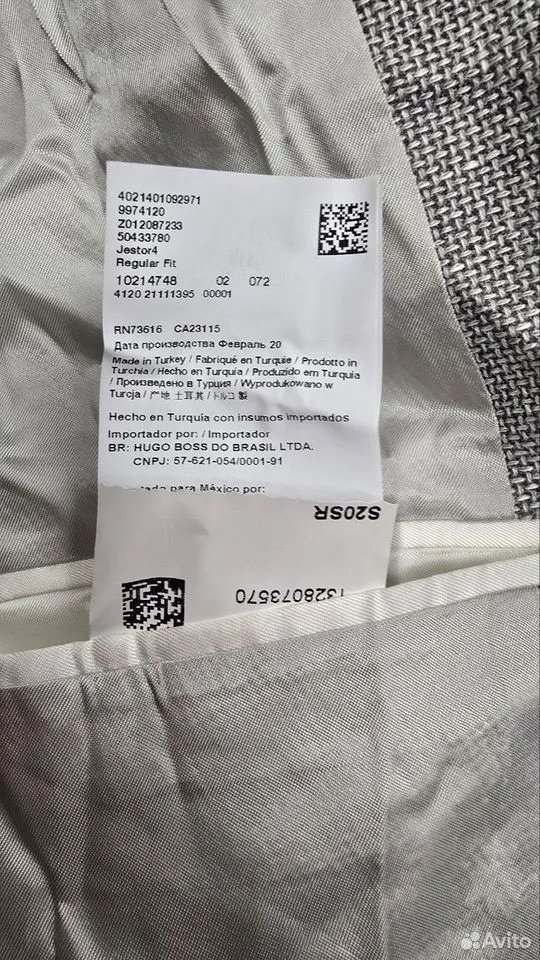 4021401092971
9974120
Z012087233
50433780
Jestor4
Regular Fit
10214748 02 072
4120 21111395 00001
RN73616 CA23115
Дата производства Февраль 20
Made in Turkey / Fabriqué en Turquie / Prodotto in
Turchia / Hecho en Turquía / Produzido em Turquia
/ Произведено в Турция / Wyprodukowano w
Turcja / 产地 土耳其 / トルコ 製
Hecho en Turquía con insumos importados
Importador por: / Importador
BR: HUGO BOSS DO BRASIL LTDA.
CNPJ: 57-621-054/0001-91
para México por:
S20SR
1328073570
Avito